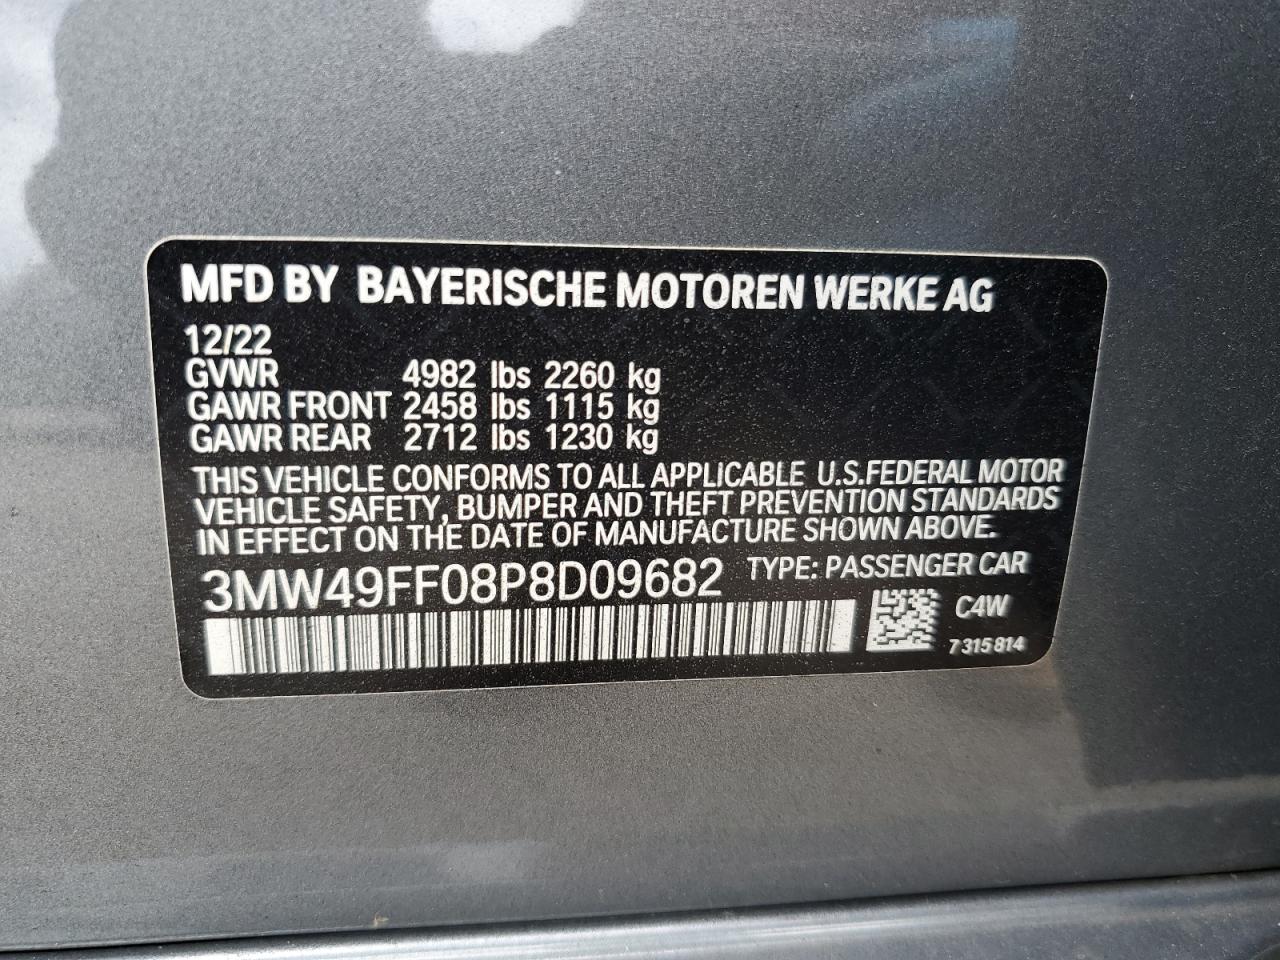 MFD BY BAYERISCHE MOTOREN WERKE AG
12/22
GVWR 4982 lbs 2260 kg
GAWR FRONT 2458 lbs 1115 kg
GAWR REAR 2712 lbs 1230 kg
THIS VEHICLE CONFORMS TO ALL APPLICABLE U.S.FEDERAL MOTOR
VEHICLE SAFETY, BUMPER AND THEFT PREVENTION STANDARDS
IN EFFECT ON THE DATE OF MANUFACTURE SHOWN ABOVE.
3MW49FF08P8D09682 TYPE: PASSENGER CAR
C4W
7 315 814